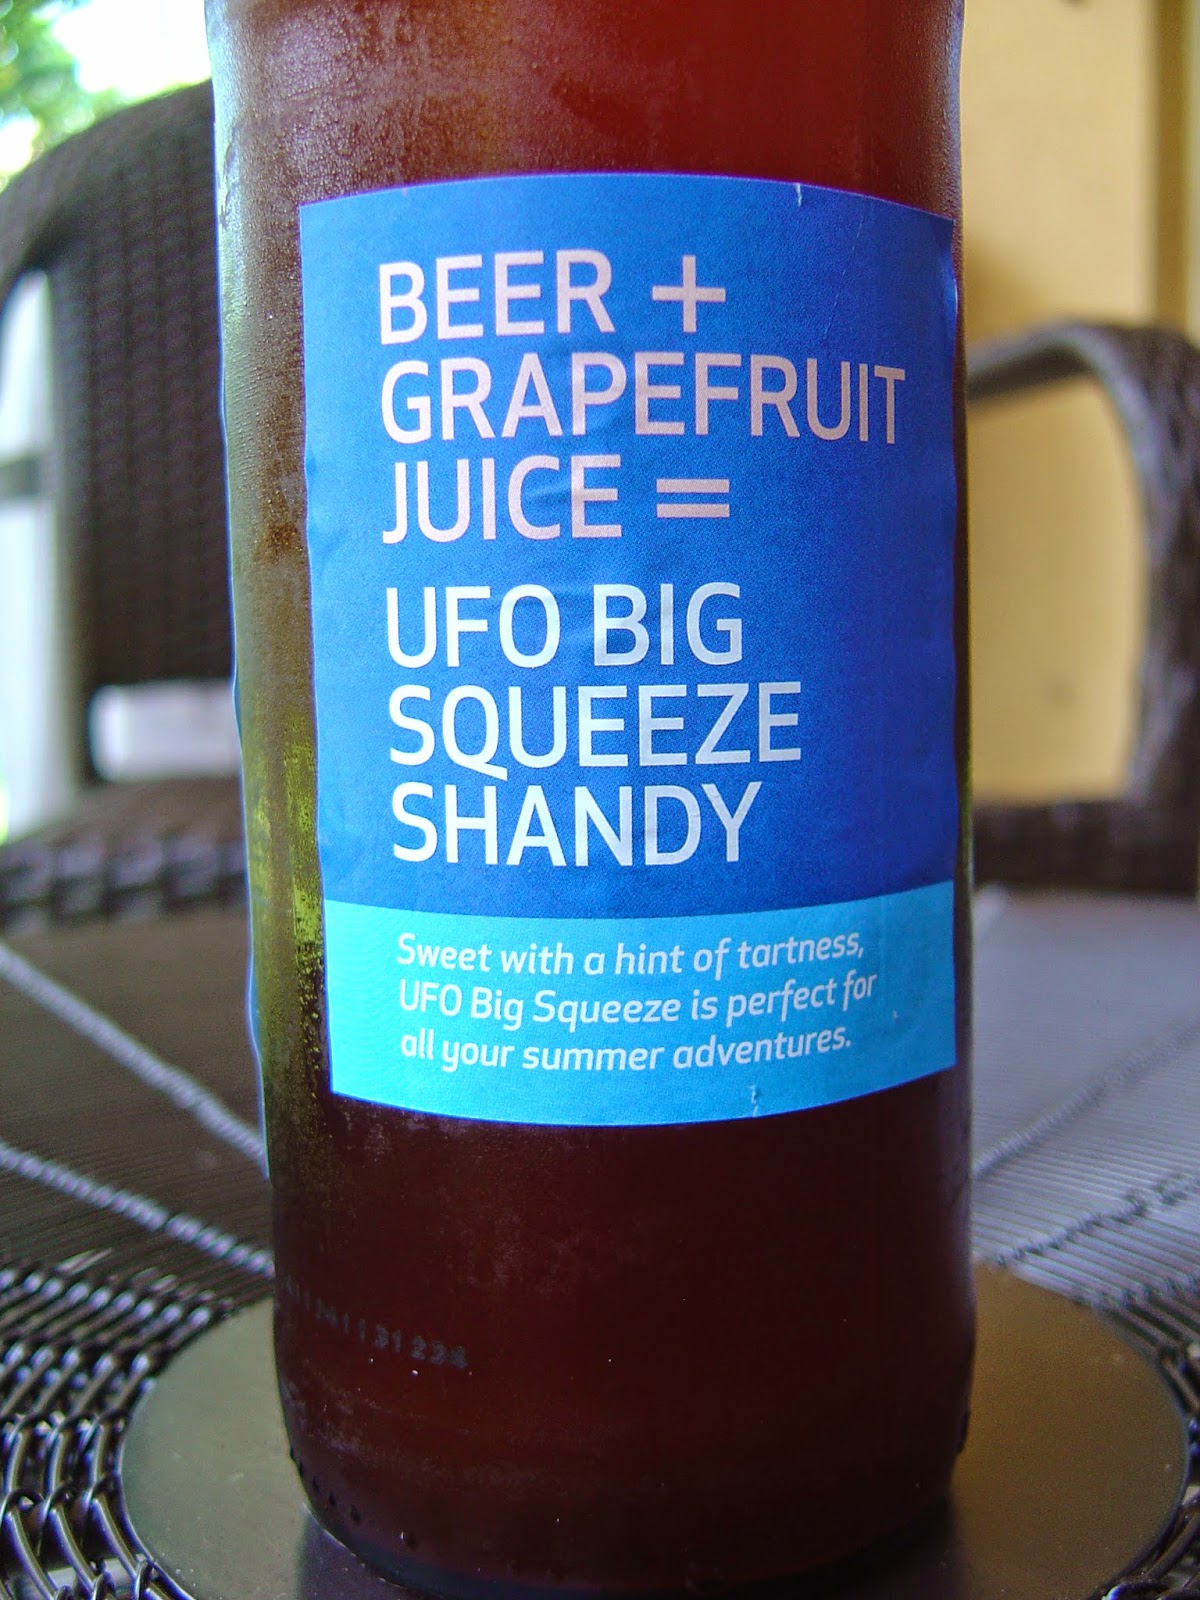 BEER +
GRAPEFRUIT
JUICE =
UFO BIG
SQUEEZE
SHANDY
Sweet with a hint of tartness,
UFO Big Squeeze is perfect for
all your summer adventures.